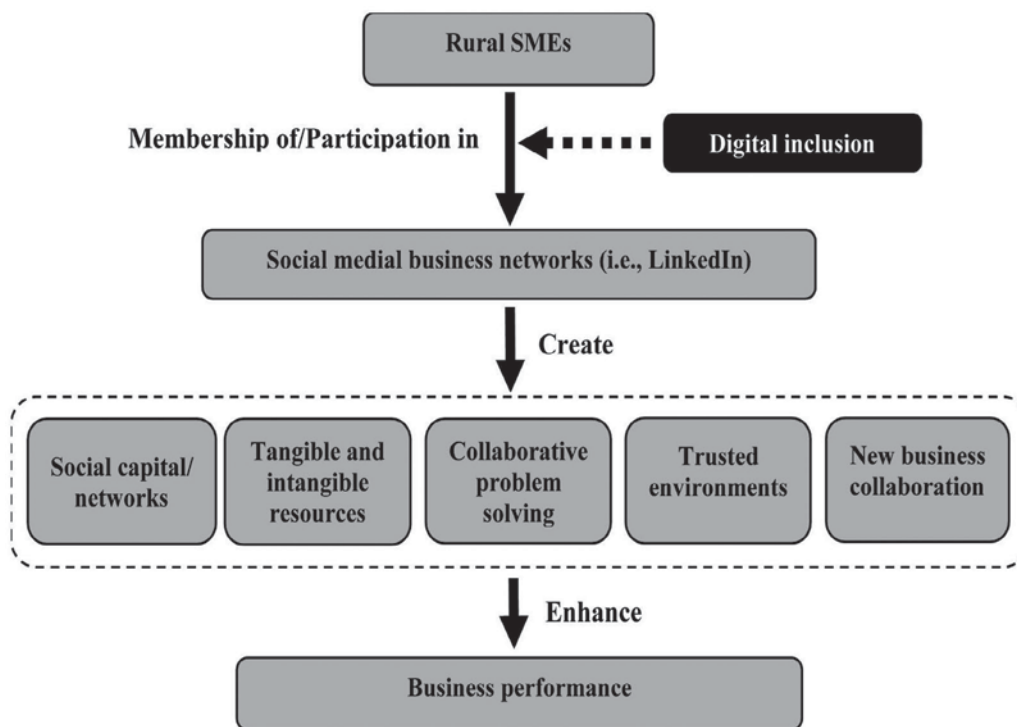 Rural SMEs
Membership of/Participation in
Digital inclusion
Social medial business networks (i.e., LinkedIn)
Create
Social capital/
networks
Tangible and
intangible
resources
Collaborative
problem
solving
Trusted
environments
New business
collaboration
Enhance
Business performance